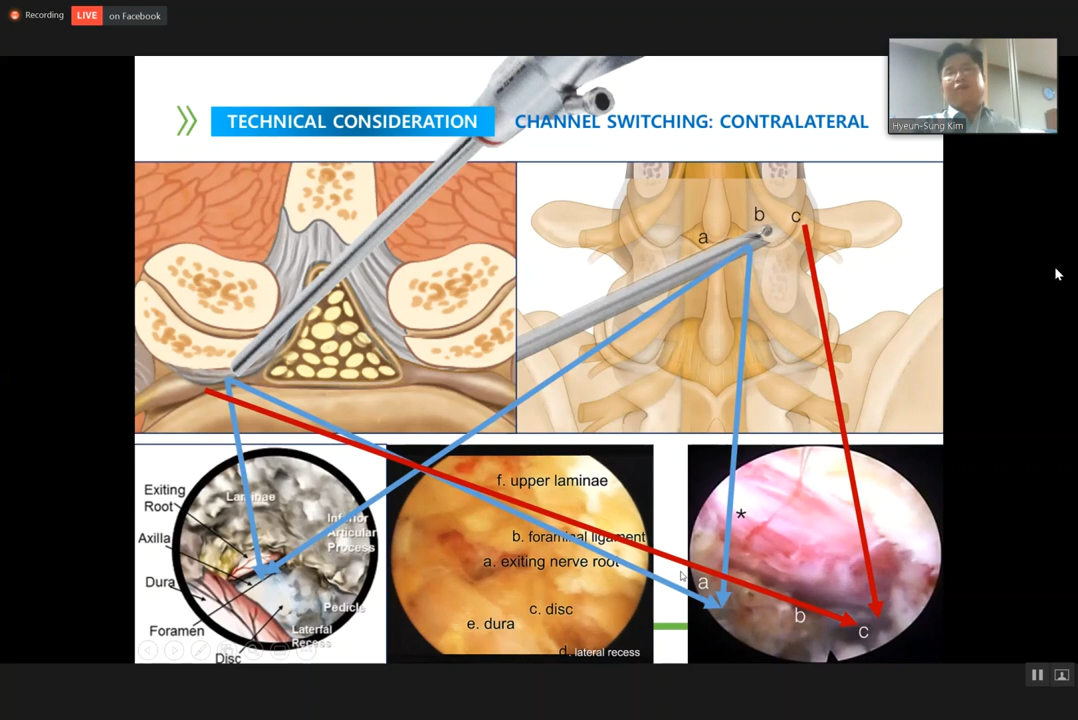 Recording
LIVE on Facebook
Hyeun-Sung Kim
TECHNICAL CONSIDERATION
CHANNEL SWITCHING: CONTRALATERAL
a
b
c
Exiting
Root
Axilla
Dura
Foramen
Disc
Laminae
Inferior
Articular
Process
Pedicle
Laterfal
Recess
f. upper laminae
b. foraminal ligament
a. exiting nerve root
c. disc
e. dura
d. lateral recess
*
a
b
c